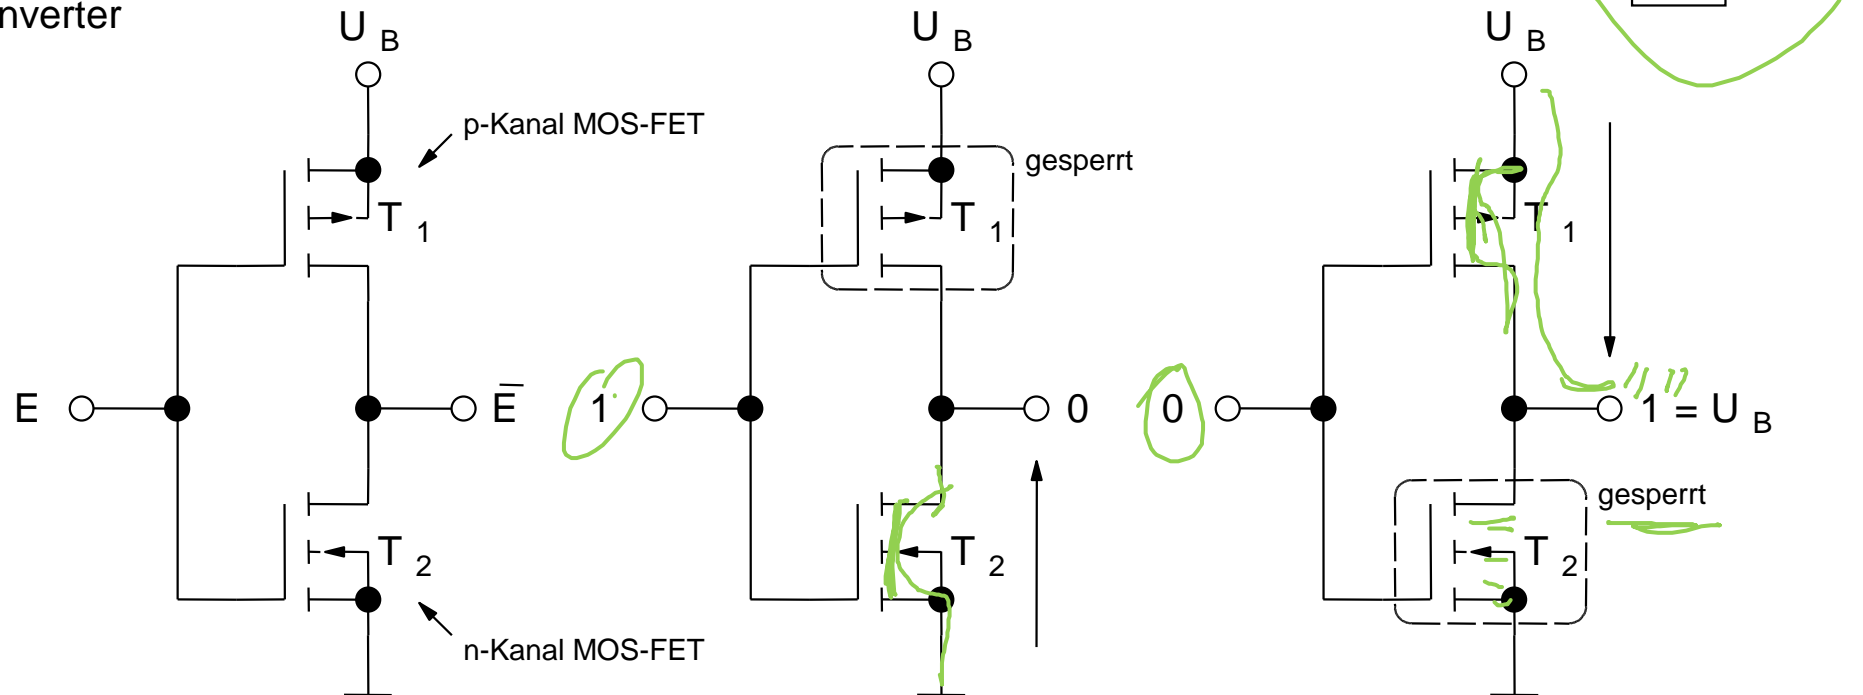 nverter
U B
U B
U B
p-Kanal MOS-FET
gesperrt
T 1
T 1
T 1
E
E̅
1
0
0
1 = U B
gesperrt
T 2
T 2
T 2
n-Kanal MOS-FET